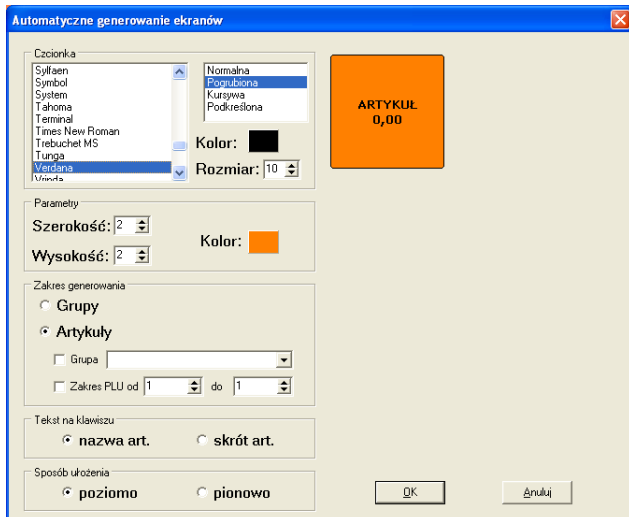 Automatyczne generowanie ekranów
Czcionka
Sylfaen
Symbol
System
Tahoma
Terminal
Times New Roman
Trebuchet MS
Tunga
Verdana
Vrinda
Normalna
Pogrubiona
Kursywa
Podkreślona
Kolor:
Rozmiar: 10
ARTYKUŁ
0,00
Parametry
Szerokość: 2
Wysokość: 2
Kolor:
Zakres generowania
Grupy
Artykuły
Grupa
Zakres PLU od 1 do 1
Tekst na klawiszu
nazwa art. skrót art.
Sposób ułożenia
poziomo pionowo
OK Anuluj